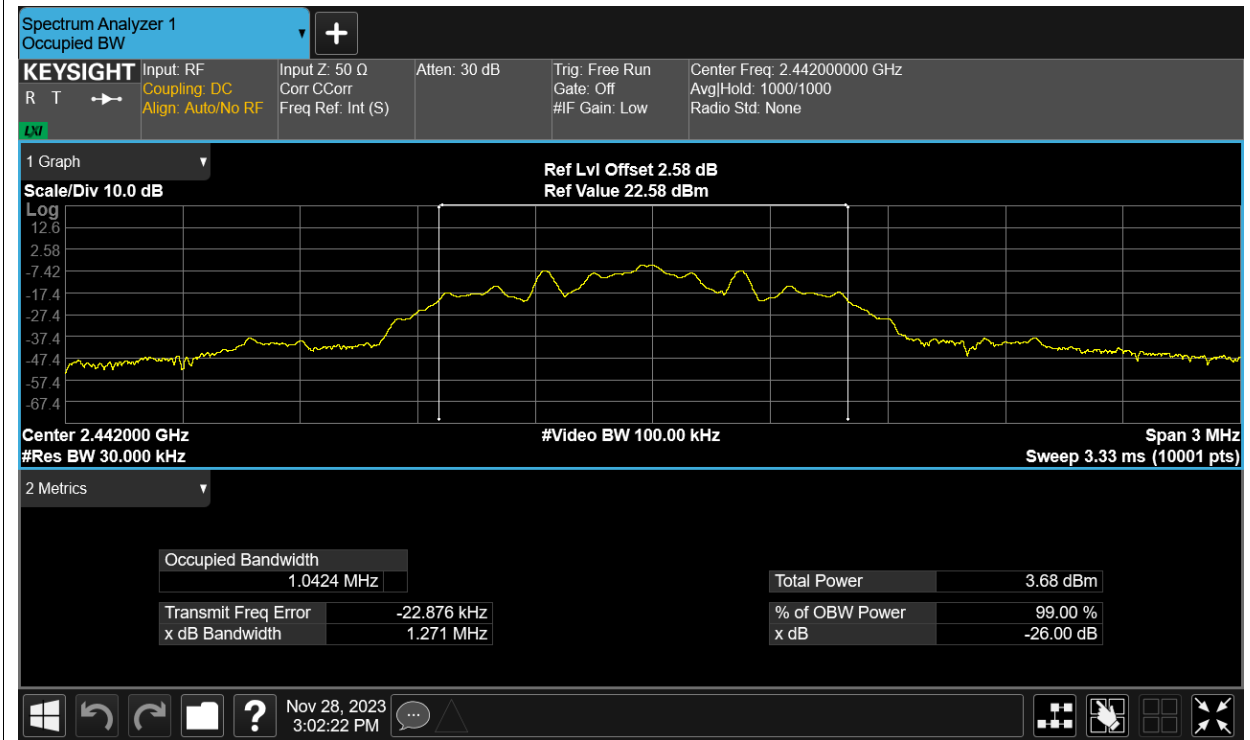 Spectrum Analyzer 1
Occupied BW
KEYSIGHT
R T
LXI
Input: RF
Coupling: DC
Align: Auto/No RF
Input Z: 50 Ω
Corr CCorr
Freq Ref: Int (S)
Atten: 30 dB
Trig: Free Run
Gate: Off
#IF Gain: Low
Center Freq: 2.442000000 GHz
Avg|Hold: 1000/1000
Radio Std: None
1 Graph
Scale/Div 10.0 dB
Ref Lvl Offset 2.58 dB
Ref Value 22.58 dBm
Log
12.6
2.58
-7.42
-17.4
-27.4
-37.4
-47.4
-57.4
-67.4
Center 2.442000 GHz
#Video BW 100.00 kHz
Span 3 MHz
#Res BW 30.000 kHz
Sweep 3.33 ms (10001 pts)
2 Metrics
Occupied Bandwidth
1.0424 MHz
Transmit Freq Error -22.876 kHz
x dB Bandwidth 1.271 MHz
Total Power 3.68 dBm
% of OBW Power 99.00 %
x dB -26.00 dB
?
Nov 28, 2023
3:02:22 PM